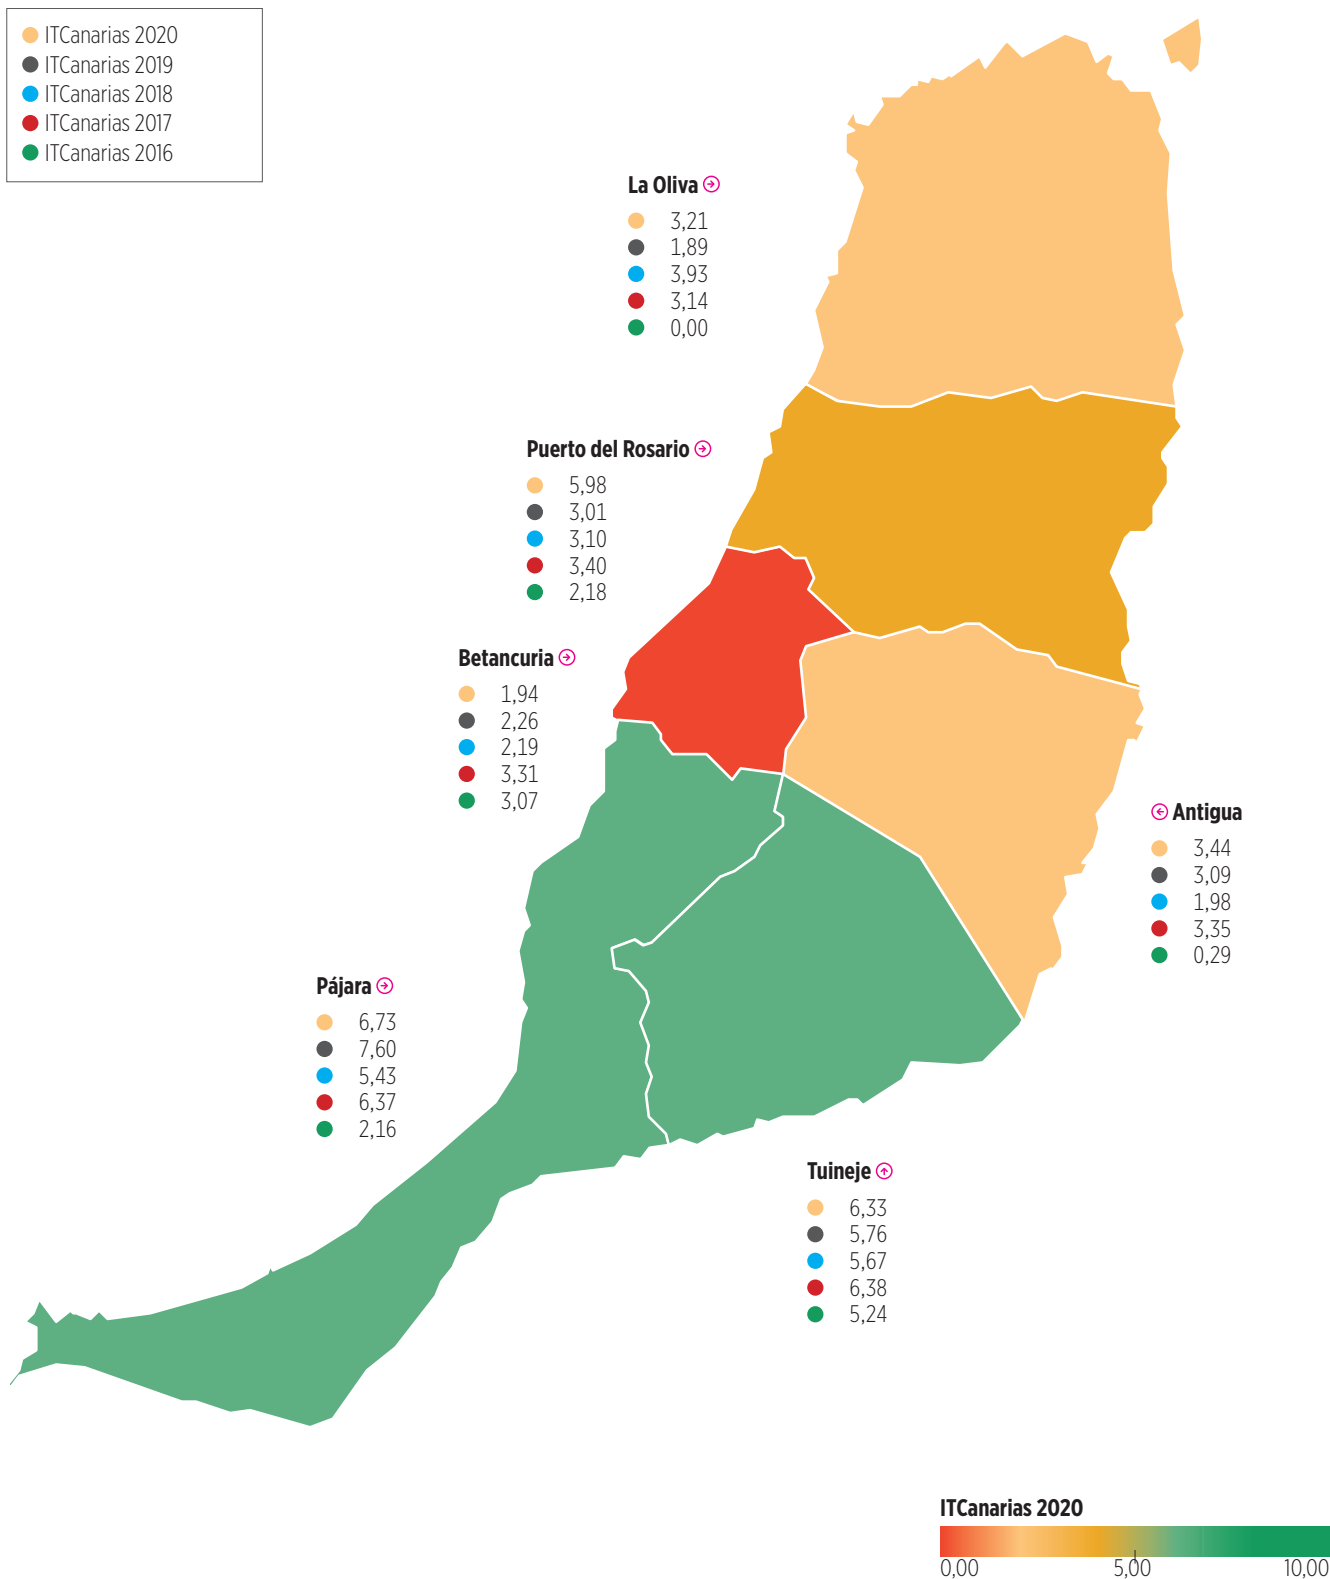 ITCanarias 2020
ITCanarias 2019
ITCanarias 2018
ITCanarias 2017
ITCanarias 2016
La Oliva
3,21
1,89
3,93
3,14
0,00
Puerto del Rosario
5,98
3,01
3,10
3,40
2,18
Betancuria
1,94
2,26
2,19
3,31
3,07
Antigua
3,44
3,09
1,98
3,35
0,29
Pájara
6,73
7,60
5,43
6,37
2,16
Tuineje
6,33
5,76
5,67
6,38
5,24
ITCanarias 2020
0,00 5,00 10,00